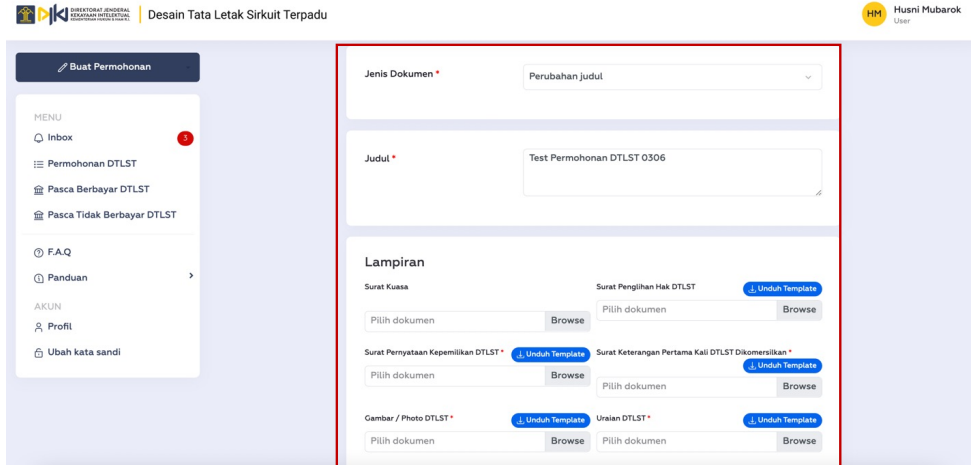 DIREKTORAT JENDERAL
KEKAYAAN INTELEKTUAL
KEMENTERIAN HUKUM & HAM R.I.
Desain Tata Letak Sirkuit Terpadu
HM
Husni Mubarok
User
Buat Permohonan
MENU
Inbox
3
Permohonan DTLST
Pasca Berbayar DTLST
Pasca Tidak Berbayar DTLST
F.A.Q
Panduan
AKUN
Profil
Ubah kata sandi
Jenis Dokumen *
Perubahan judul
Judul *
Test Permohonan DTLST 0306
Lampiran
Surat Kuasa
Pilih dokumen Browse
Surat Penglihan Hak DTLST
Unduh Template
Pilih dokumen Browse
Surat Pernyataan Kepemilikan DTLST *
Unduh Template
Pilih dokumen Browse
Surat Keterangan Pertama Kali DTLST Dikomersilkan *
Unduh Template
Pilih dokumen Browse
Gambar / Photo DTLST *
Unduh Template
Pilih dokumen Browse
Uraian DTLST *
Unduh Template
Pilih dokumen Browse